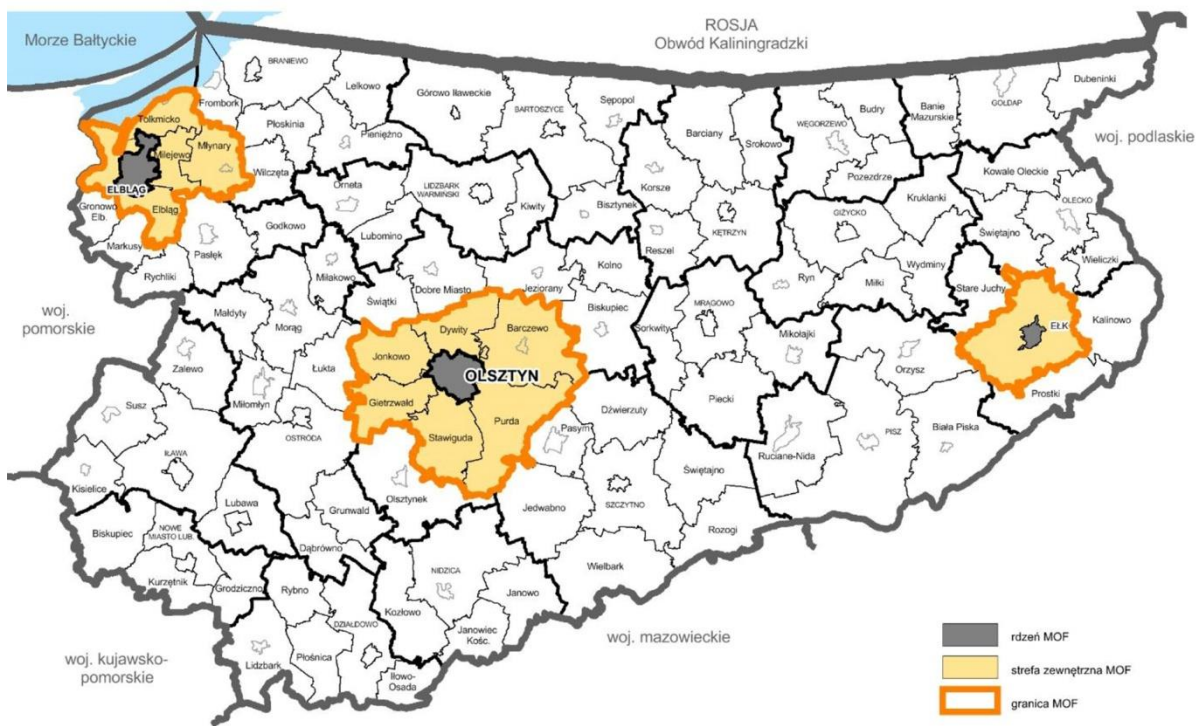 Morze Bałtyckie
ROSJA
Obwód Kaliningradzki
woj. podlaskie
woj.
pomorskie
woj. kujawsko-
pomorskie
woj. mazowieckie
BRANIEWO
Frombork
Lelkowo
Płoskinia
Pieniężno
Wilczęta
Tolkmicko
Milejewo
Młynary
ELBLĄG
Elbląg
Gronowo
Elb.
Markusy
Pasłęk
Rychliki
Godkowo
Górowo Iławeckie
BARTOSZYCE
Sępopol
Bisztynek
Orneta
LIDZBARK
WARMIŃSKI
Kiwity
Lubomino
Barciany
Srokowo
Korsze
KĘTRZYN
Reszel
WĘGORZEWO
Budry
Pozezdrze
Banie
Mazurskie
GOŁDAP
Dubeninki
Kowale Oleckie
OLECKO
Świętajno
Wieliczki
Kruklanki
GIŻYCKO
Wydminy
Ryn
Miłki
Stare Juchy
EŁK
Kalinowo
Prostki
Miłakowo
Małdyty
Morąg
Łukta
Miłomłyn
OSTRÓDA
Grunwald
Dąbrówno
Zalewo
Susz
IŁAWA
Kisielice
Lubawa
Świątki
Dobre Miasto
Jeziorany
Kolno
Biskupiec
Dywity
Barczewo
Jonkowo
OLSZTYN
Gietrzwałd
Stawiguda
Purda
Olsztynek
Sorkwity
MRĄGOWO
Mikołajki
Piecki
Orzysz
PISZ
Biała Piska
Ruciane-Nida
Dźwierzuty
Pasym
SZCZYTNO
Świętajno
Jedwabno
Rozogi
Wielbark
Biskupiec
NOWE
MIASTO LUB.
Kurzętnik
Grodziczno
Rybno
DZIAŁDOWO
Lidzbark
Płośnica
Iłowo-
Osada
NIDZICA
Kozłowo
Janowo
Janowiec
Kośc.
rdzeń MOF
strefa zewnętrzna MOF
granica MOF